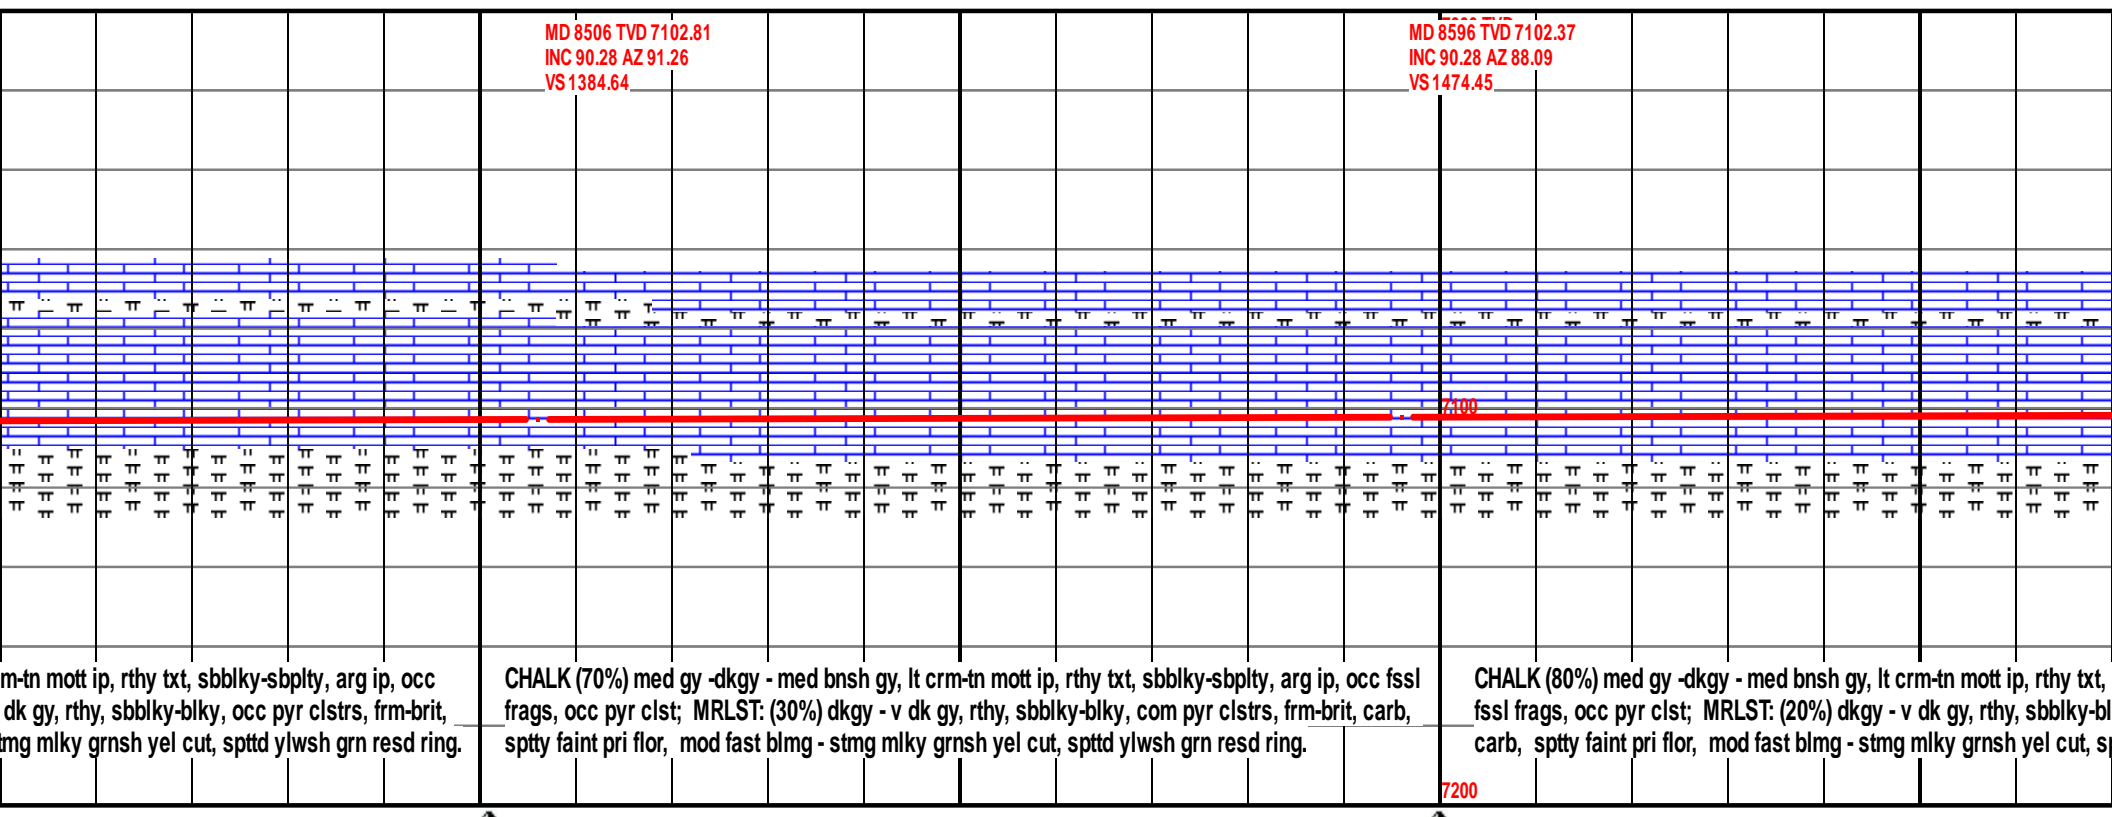 MD 8506 TVD 7102.81
INC 90.28 AZ 91.26
VS 1384.64
MD 8596 TVD 7102.37
INC 90.28 AZ 88.09
VS 1474.45
7100
m-tn mott ip, rthy txt, sbblky-sbplty, arg ip, occ
dk gy, rthy, sbblky-blky, occ pyr clstrs, frm-brit,
tmg mlky grnsh yel cut, spttd ylwsh grn resd ring.
CHALK (70%) med gy -dkgy - med bnsh gy, lt crm-tn mott ip, rthy txt, sbblky-sbplty, arg ip, occ fssl
frags, occ pyr clst; MRLST: (30%) dkgy - v dk gy, rthy, sbblky-blky, com pyr clstrs, frm-brit, carb,
sptty faint pri flor, mod fast blmg - stmg mlky grnsh yel cut, spttd ylwsh grn resd ring.
CHALK (80%) med gy -dkgy - med bnsh gy, lt crm-tn mott ip, rthy txt,
fssl frags, occ pyr clst; MRLST: (20%) dkgy - v dk gy, rthy, sbblky-bl
carb, sptty faint pri flor, mod fast blmg - stmg mlky grnsh yel cut, sp
7200